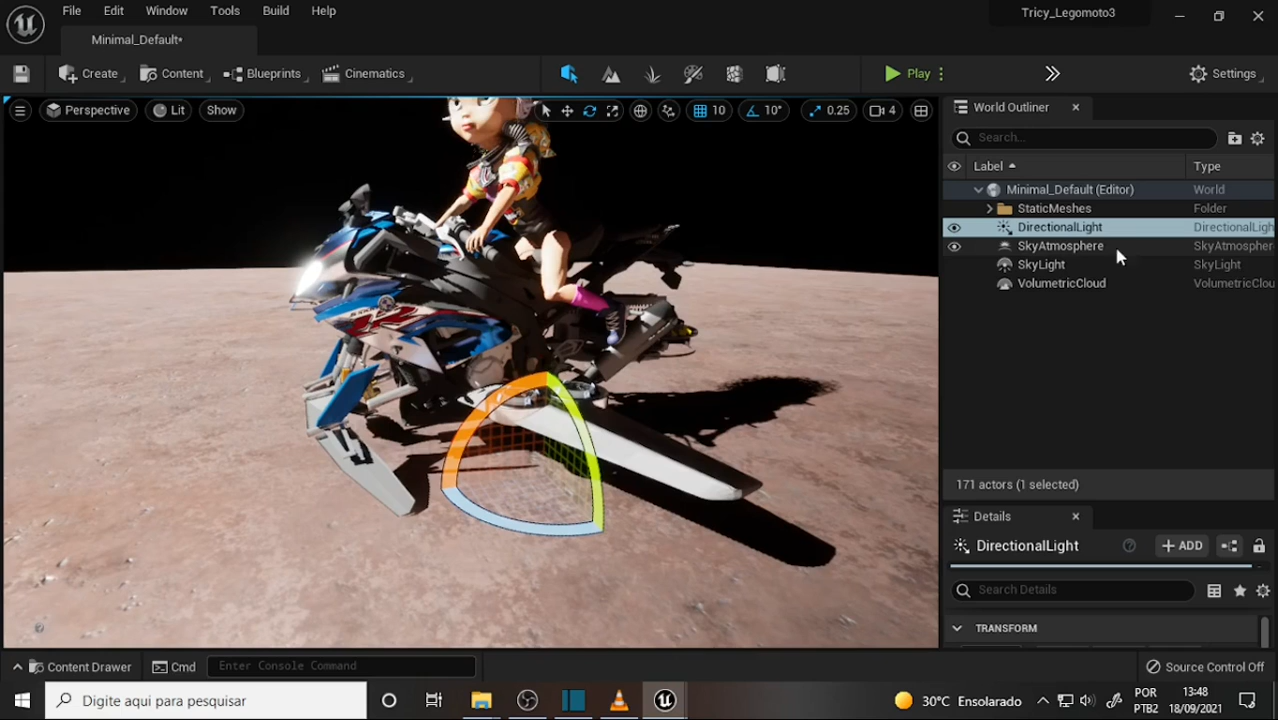 File Edit Window Tools Build Help
Tricy_Legomoto3
Minimal_Default•
Create Content Blueprints Cinematics Play Settings
Perspective Lit Show 10 10° 0.25 4
World Outliner
Search...
Label Type
Minimal_Default (Editor) World
StaticMeshes Folder
DirectionalLight DirectionalLigh
SkyAtmosphere SkyAtmospher
SkyLight SkyLight
VolumetricCloud VolumetricClou
171 actors (1 selected)
Details
DirectionalLight + ADD
Search Details
TRANSFORM
Content Drawer Cmd Enter Console Command Source Control Off
Digite aqui para pesquisar
30°C Ensolarado
POR
PTB2
13:48
18/09/2021